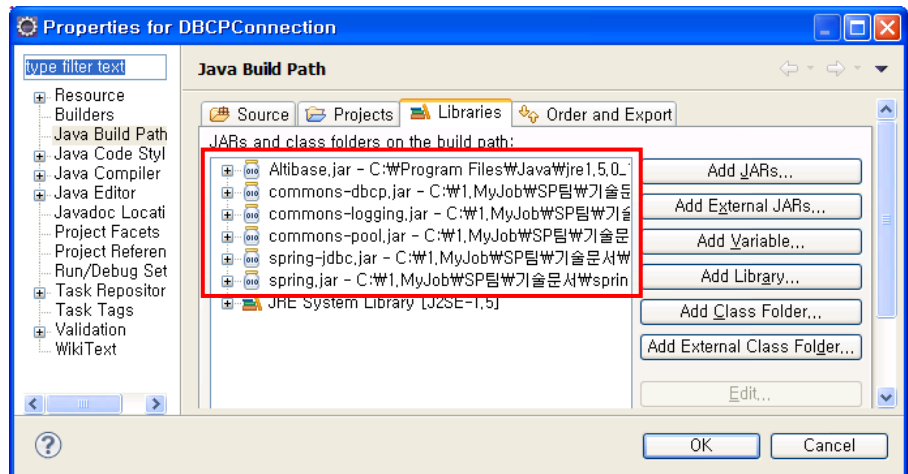 Properties for DBCPConnection
type filter text
Java Build Path
Resource
Builders
Java Build Path
Java Code Styl
Java Compiler
Java Editor
Javadoc Locati
Project Facets
Project Referen
Run/Debug Set
Task Repositor
Task Tags
Validation
WikiText
Source Projects Libraries Order and Export
JARs and class folders on the build path:
Altibase.jar - C:₩Program Files₩Java₩jre1.5.0_
commons-dbcp.jar - C:₩1.MyJob₩SP팀₩기술문
commons-logging.jar - C:₩1.MyJob₩SP팀₩기술
commons-pool.jar - C:₩1.MyJob₩SP팀₩기술문
spring-jdbc.jar - C:₩1.MyJob₩SP팀₩기술문서₩
spring.jar - C:₩1.MyJob₩SP팀₩기술문서₩sprin
JRE System Library [J2SE-1.5]
Add JARs...
Add External JARs...
Add Variable...
Add Library...
Add Class Folder...
Add External Class Folder...
Edit...
OK Cancel